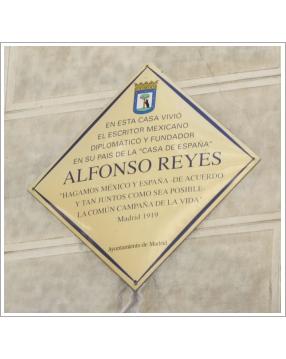 EN ESTA CASA VIVIÓ
EL ESCRITOR MEXICANO
DIPLOMÁTICO Y FUNDADOR
EN SU PAIS DE LA "CASA DE ESPAÑA"
ALFONSO REYES
"HAGAMOS MÉXICO Y ESPAÑA -DE ACUERDO
Y TAN JUNTOS COMO SEA POSIBLE-
LA COMÚN CAMPAÑA DE LA VIDA"
Madrid 1919
Ayuntamiento de Madrid